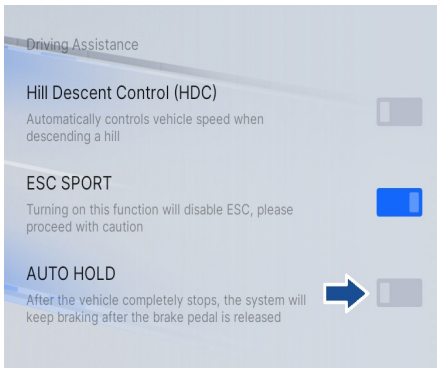 Driving Assistance
Hill Descent Control (HDC)
Automatically controls vehicle speed when
descending a hill
ESC SPORT
Turning on this function will disable ESC, please
proceed with caution
AUTO HOLD
After the vehicle completely stops, the system will
keep braking after the brake pedal is released